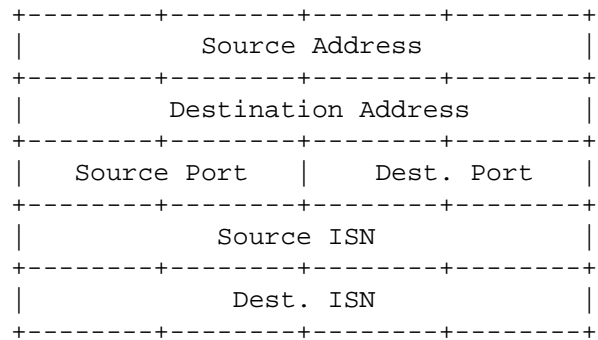 Source Address
Destination Address
Source Port | Dest. Port
Source ISN
Dest. ISN